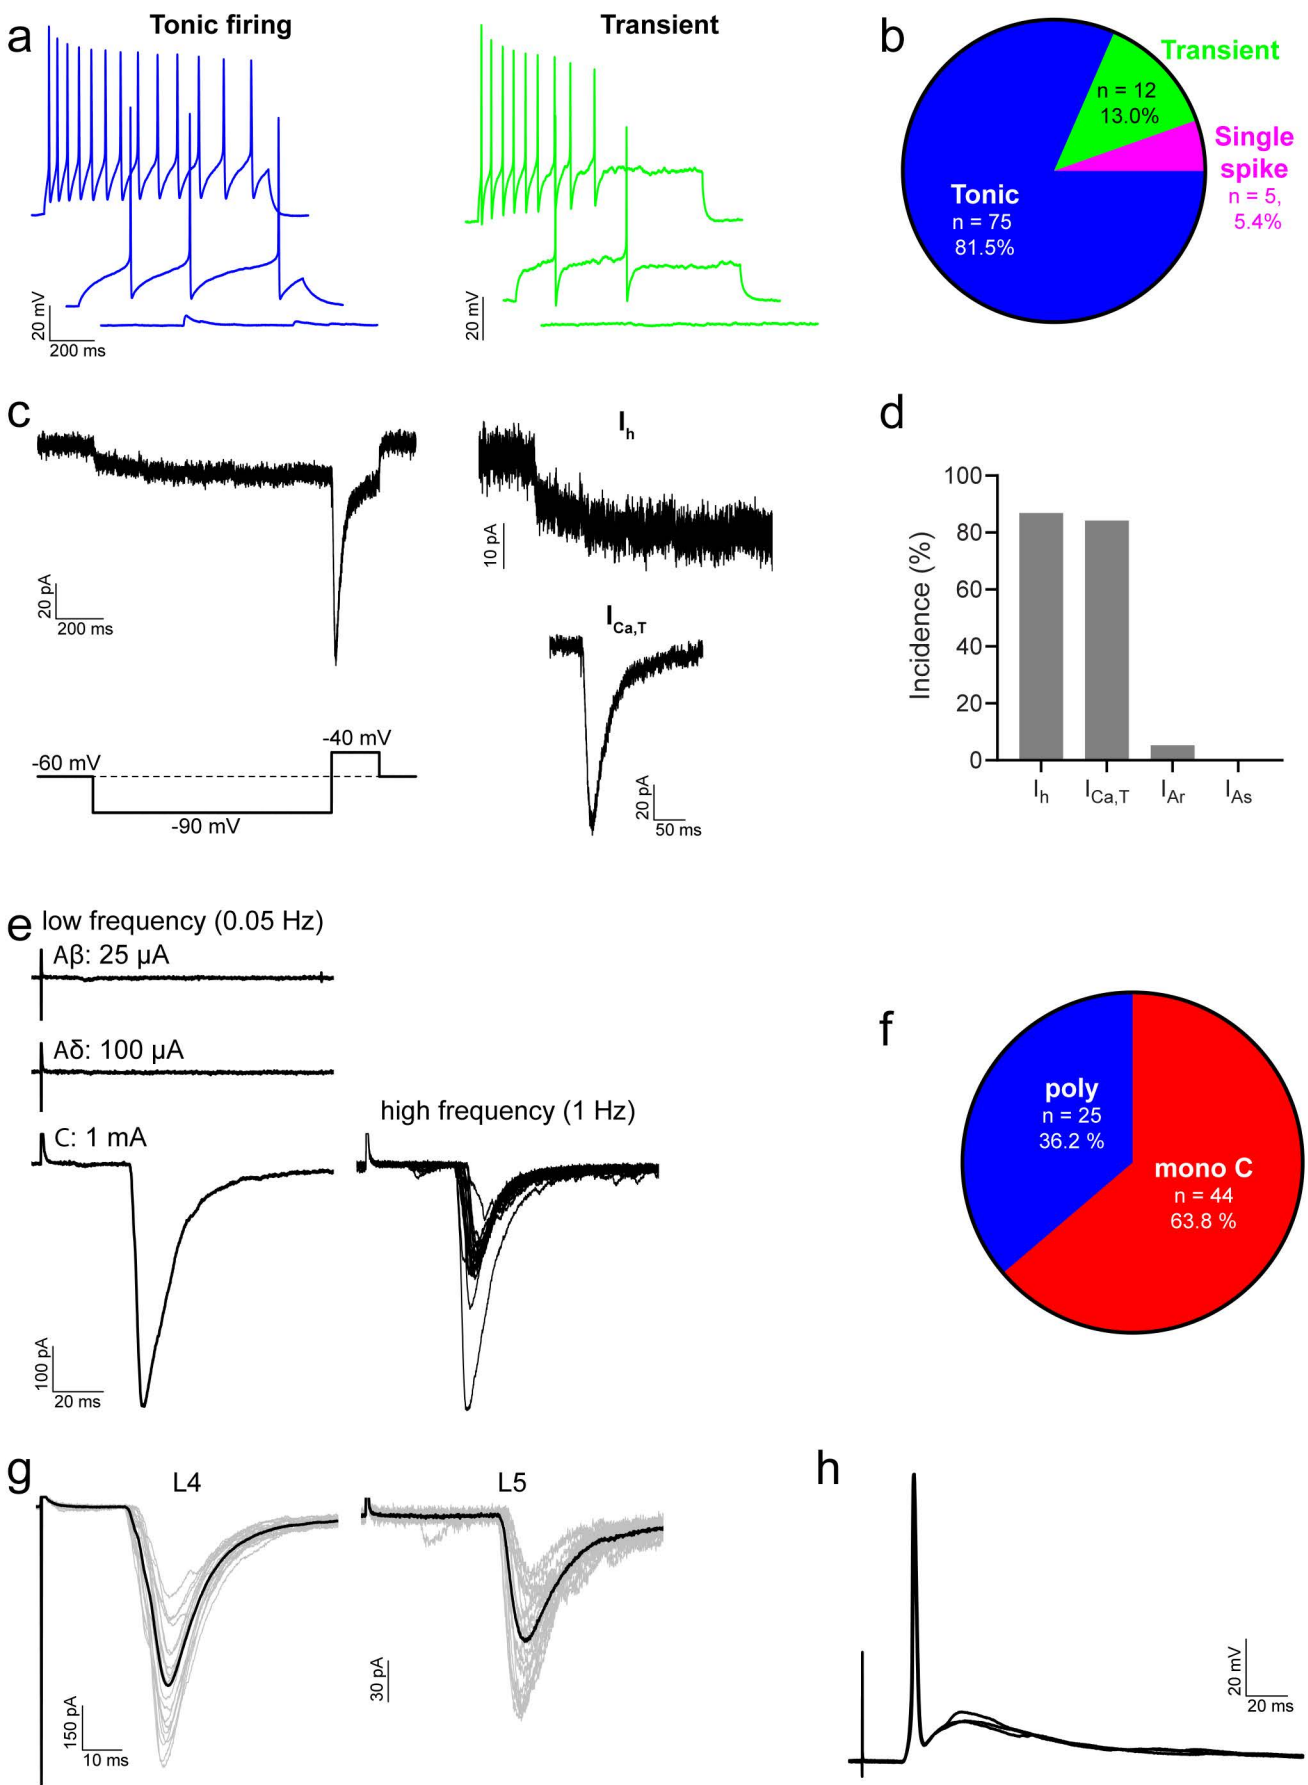 a
Tonic firing
Transient
20 mV
200 ms
20 mV
b
Transient
n = 12
13.0%
Single
spike
n = 5,
5.4%
Tonic
n = 75
81.5%
c
20 pA
200 ms
-60 mV
-40 mV
-90 mV
Ih
10 pA
ICa,T
20 pA
50 ms
d
Incidence (%)
100
80
60
40
20
0
Ih
ICa,T
IAr
IAs
e
low frequency (0.05 Hz)
Aβ: 25 µA
Aδ: 100 µA
C: 1 mA
100 pA
20 ms
high frequency (1 Hz)
f
poly
n = 25
36.2 %
mono C
n = 44
63.8 %
g
L4
150 pA
10 ms
L5
30 pA
h
20 mV
20 ms